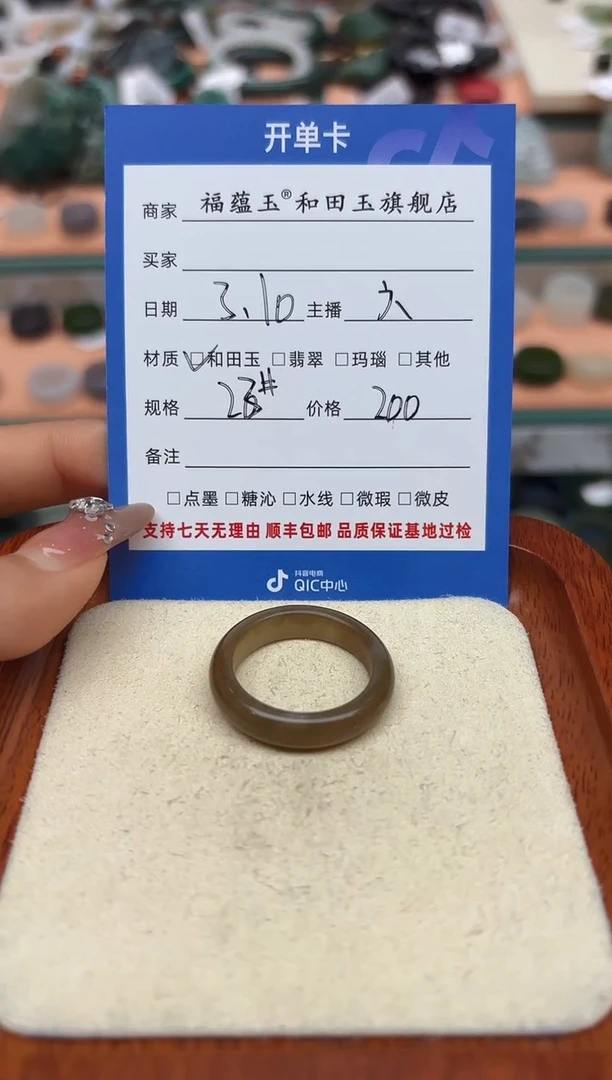 开单卡
商家 福蕴玉®和田玉旗舰店
买家
日期 3.10 主播 六
材质 ☑和田玉 □翡翠 □玛瑙 □其他
规格 23# 价格 200
备注
□点墨 □糖沁 □水线 □微瑕 □微皮
支持七天无理由 顺丰包邮 品质保证基地过检
抖音电商
QIC中心